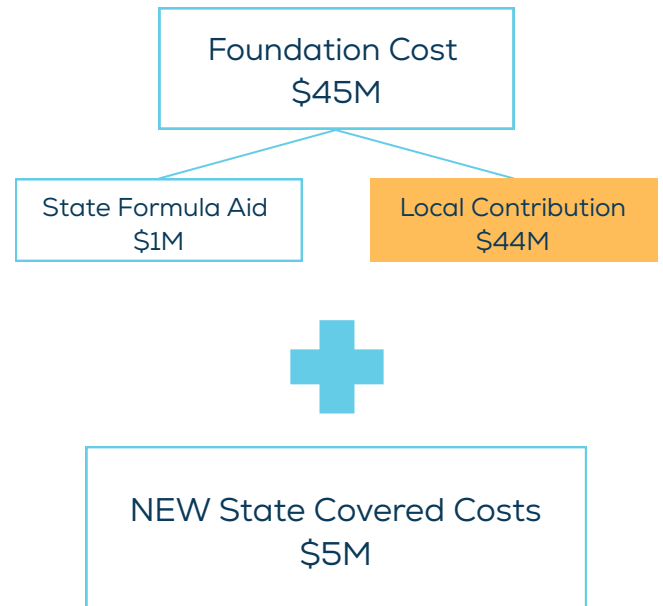 Foundation Cost
$45M
State Formula Aid
$1M
Local Contribution
$44M
NEW State Covered Costs
$5M